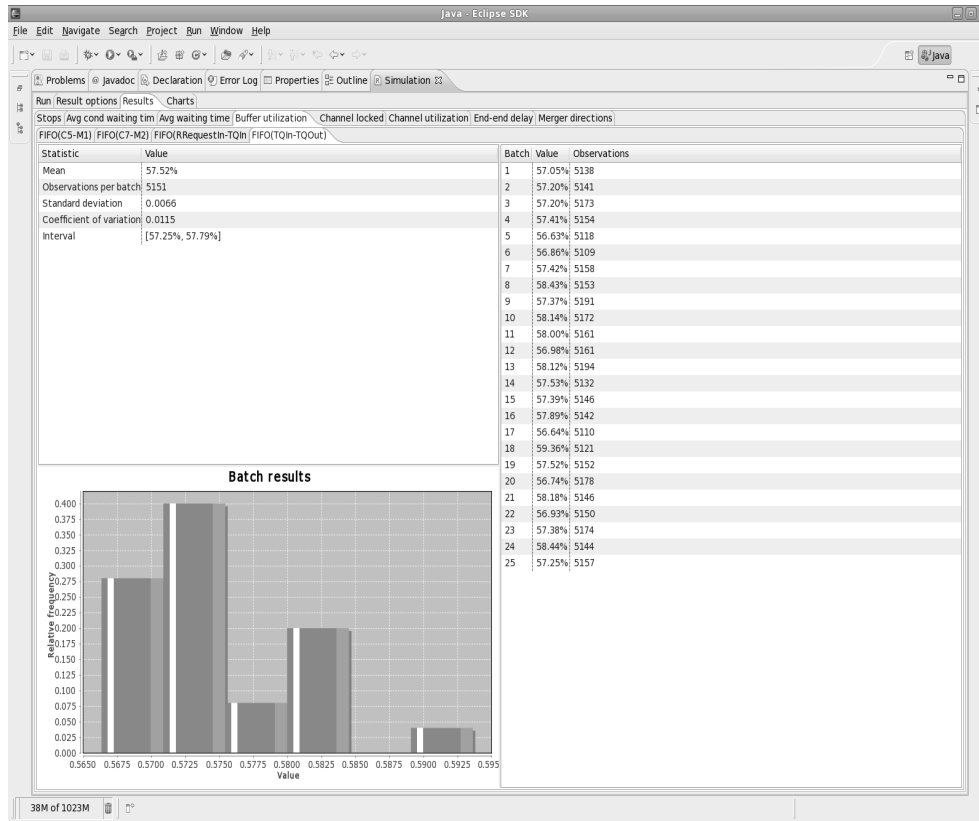 Java - Eclipse SDK
File Edit Navigate Search Project Run Window Help
Java
Problems @ Javadoc Declaration Error Log Properties Outline Simulation
Run Result options Results Charts
Stops Avg cond waiting tim Avg waiting time Buffer utilization Channel locked Channel utilization End-end delay Merger directions
FIFO(C5-M1) FIFO(C7-M2) FIFO(RRequestIn-TQIn FIFO(TQIn-TQOut)
Statistic Value
Mean 57.52%
Observations per batch 5151
Standard deviation 0.0066
Coefficient of variation 0.0115
Interval [57.25%, 57.79%]
Batch Value Observations
1 57.05% 5138
2 57.20% 5141
3 57.20% 5173
4 57.41% 5154
5 56.63% 5118
6 56.86% 5109
7 57.42% 5158
8 58.43% 5153
9 57.37% 5191
10 58.14% 5172
11 58.00% 5161
12 56.98% 5161
13 58.12% 5194
14 57.53% 5132
15 57.39% 5146
16 57.89% 5142
17 56.64% 5110
18 59.36% 5121
19 57.52% 5152
20 56.74% 5178
21 58.18% 5146
22 56.93% 5150
23 57.38% 5174
24 58.44% 5144
25 57.25% 5157
Batch results
Relative frequency
0.400
0.375
0.350
0.325
0.300
0.275
0.250
0.225
0.200
0.175
0.150
0.125
0.100
0.075
0.050
0.025
0.000
0.5650 0.5675 0.5700 0.5725 0.5750 0.5775 0.5800 0.5825 0.5850 0.5875 0.5900 0.5925 0.595
Value
38M of 1023M